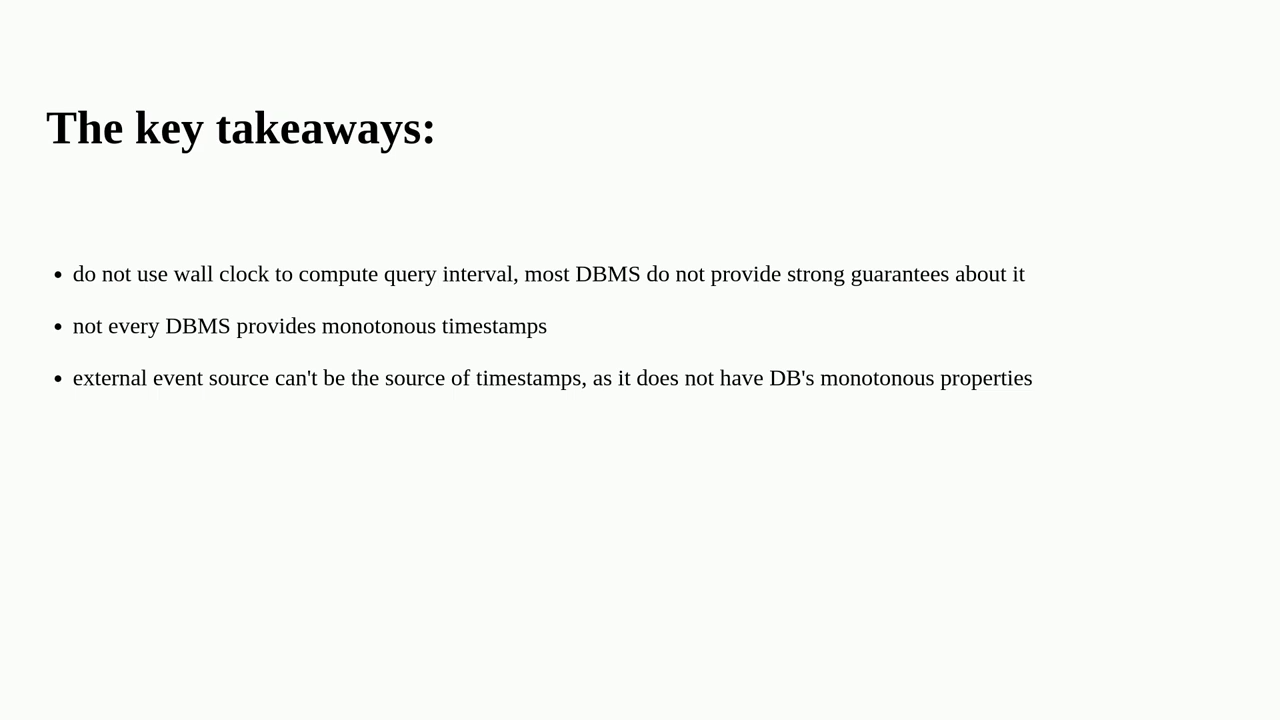 The key takeaways:
• do not use wall clock to compute query interval, most DBMS do not provide strong guarantees about it
• not every DBMS provides monotonous timestamps
• external event source can't be the source of timestamps, as it does not have DB's monotonous properties